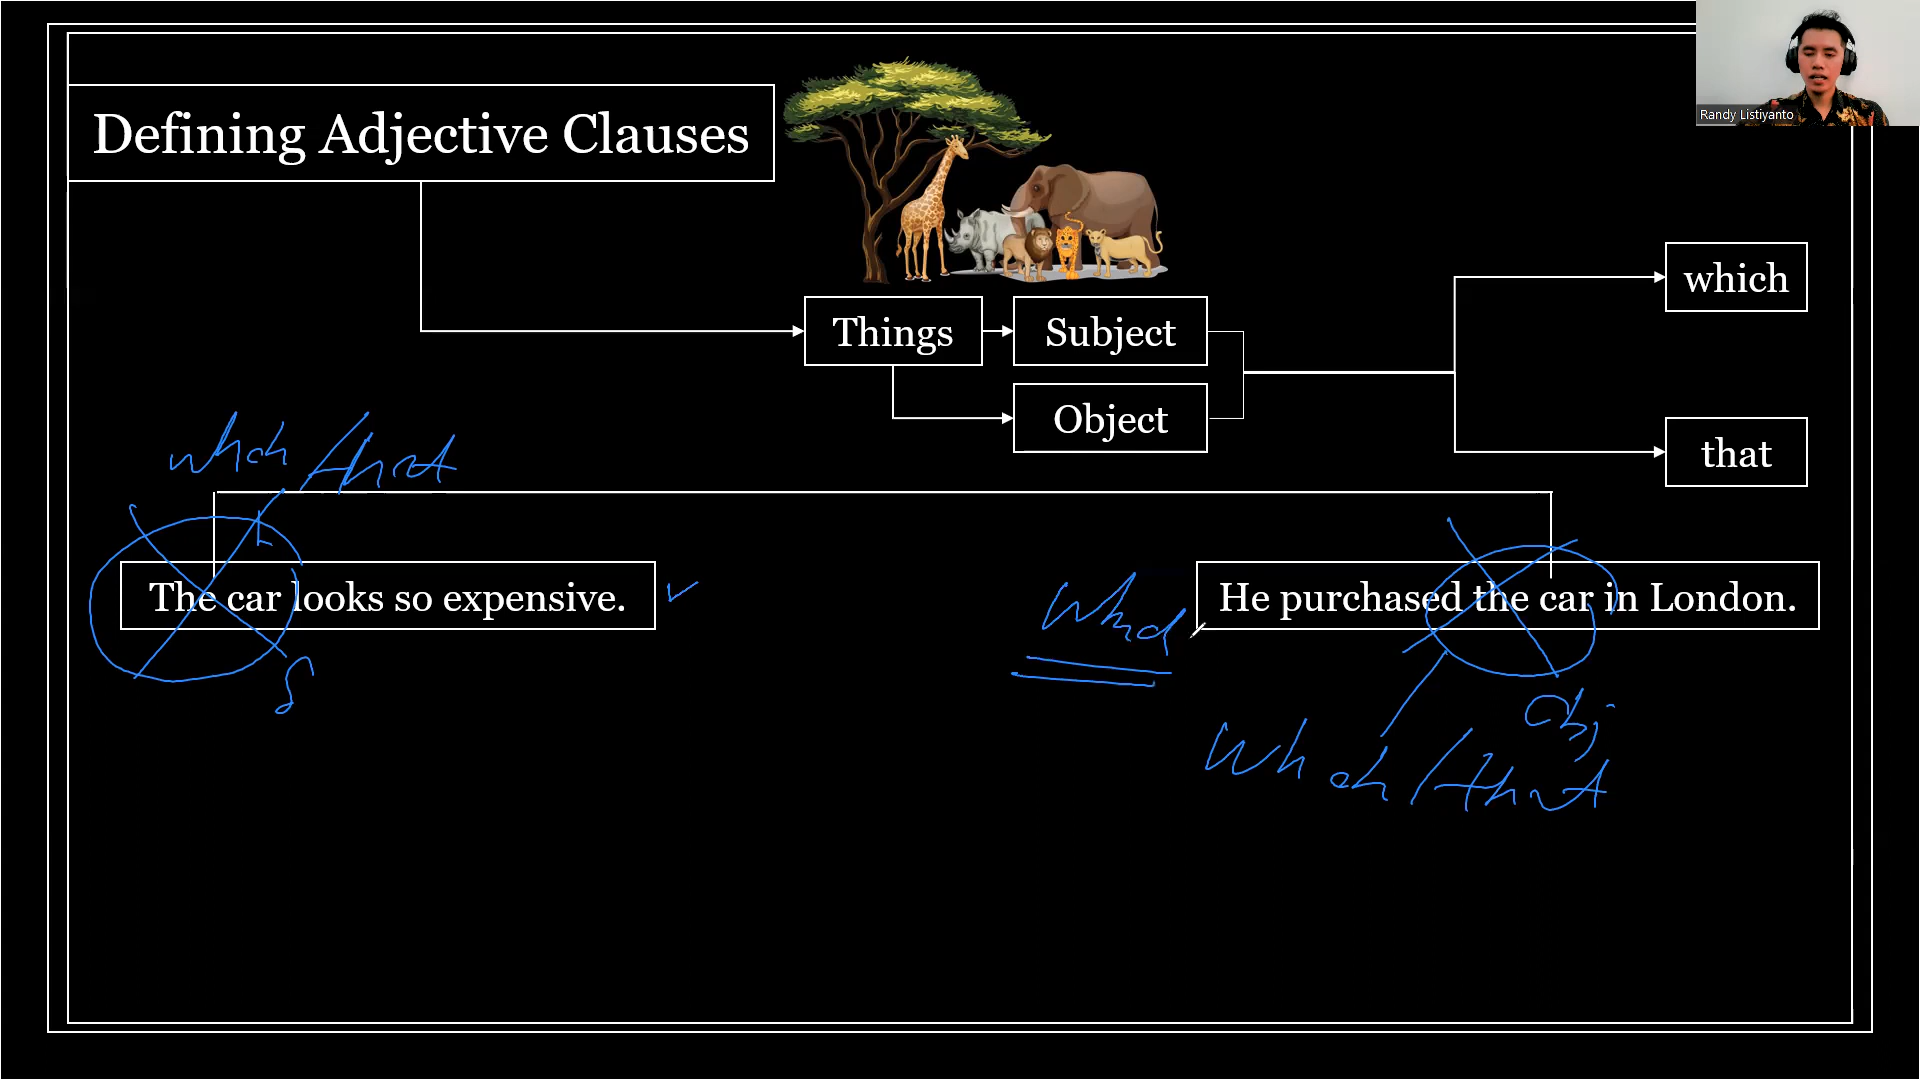 Randy Listiyanto
Defining Adjective Clauses
which
Things
Subject
Object
that
which / that
The car looks so expensive.
He purchased the car in London.
S
Obj
Which / that